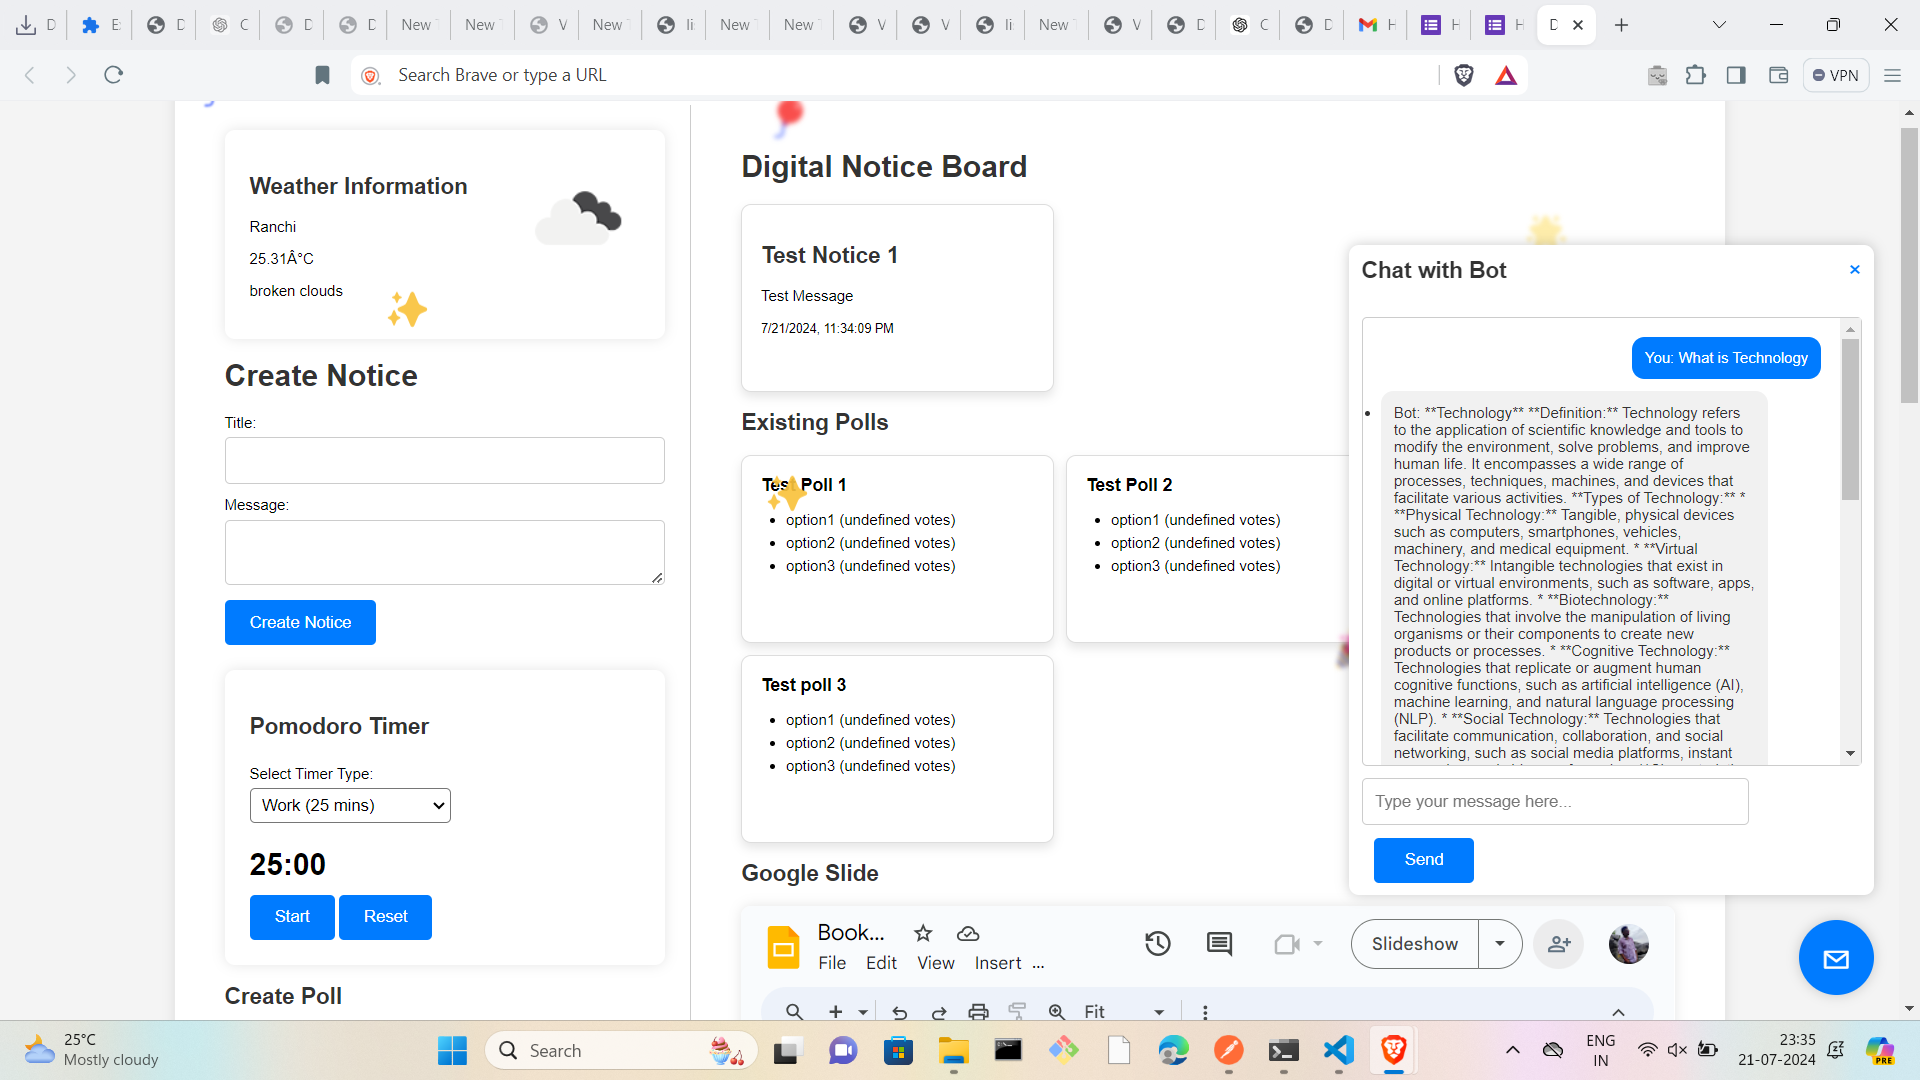 Search Brave or type a URL
VPN
Weather Information
Ranchi
25.31Â°C
broken clouds
Create Notice
Title:
Message:
Create Notice
Pomodoro Timer
Select Timer Type:
Work (25 mins)
25:00
Start
Reset
Create Poll
Digital Notice Board
Test Notice 1
Test Message
7/21/2024, 11:34:09 PM
Existing Polls
Test Poll 1
option1 (undefined votes)
option2 (undefined votes)
option3 (undefined votes)
Test Poll 2
option1 (undefined votes)
option2 (undefined votes)
option3 (undefined votes)
Test poll 3
option1 (undefined votes)
option2 (undefined votes)
option3 (undefined votes)
Google Slide
Book...
File Edit View Insert ...
Slideshow
Fit
Chat with Bot
You: What is Technology
Bot: **Technology** **Definition:** Technology refers
to the application of scientific knowledge and tools to
modify the environment, solve problems, and improve
human life. It encompasses a wide range of
processes, techniques, machines, and devices that
facilitate various activities. **Types of Technology:** *
**Physical Technology:** Tangible, physical devices
such as computers, smartphones, vehicles,
machinery, and medical equipment. * **Virtual
Technology:** Intangible technologies that exist in
digital or virtual environments, such as software, apps,
and online platforms. * **Biotechnology:**
Technologies that involve the manipulation of living
organisms or their components to create new
products or processes. * **Cognitive Technology:**
Technologies that replicate or augment human
cognitive functions, such as artificial intelligence (AI),
machine learning, and natural language processing
(NLP). * **Social Technology:** Technologies that
facilitate communication, collaboration, and social
networking, such as social media platforms, instant
Type your message here...
Send
25°C
Mostly cloudy
Search
ENG
IN
23:35
21-07-2024
PRE